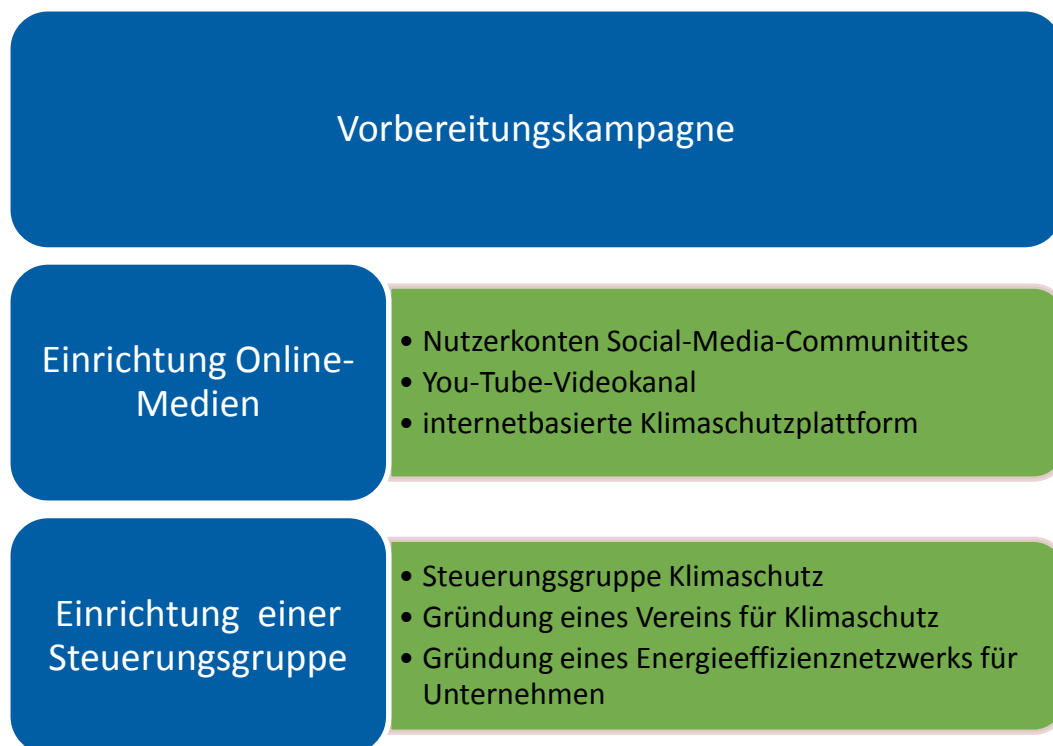 Vorbereitungskampagne
Einrichtung Online-
Medien
• Nutzerkonten Social-Media-Communitites
• You-Tube-Videokanal
• internetbasierte Klimaschutzplattform
Einrichtung einer
Steuerungsgruppe
• Steuerungsgruppe Klimaschutz
• Gründung eines Vereins für Klimaschutz
• Gründung eines Energieeffizienznetzwerks für
Unternehmen